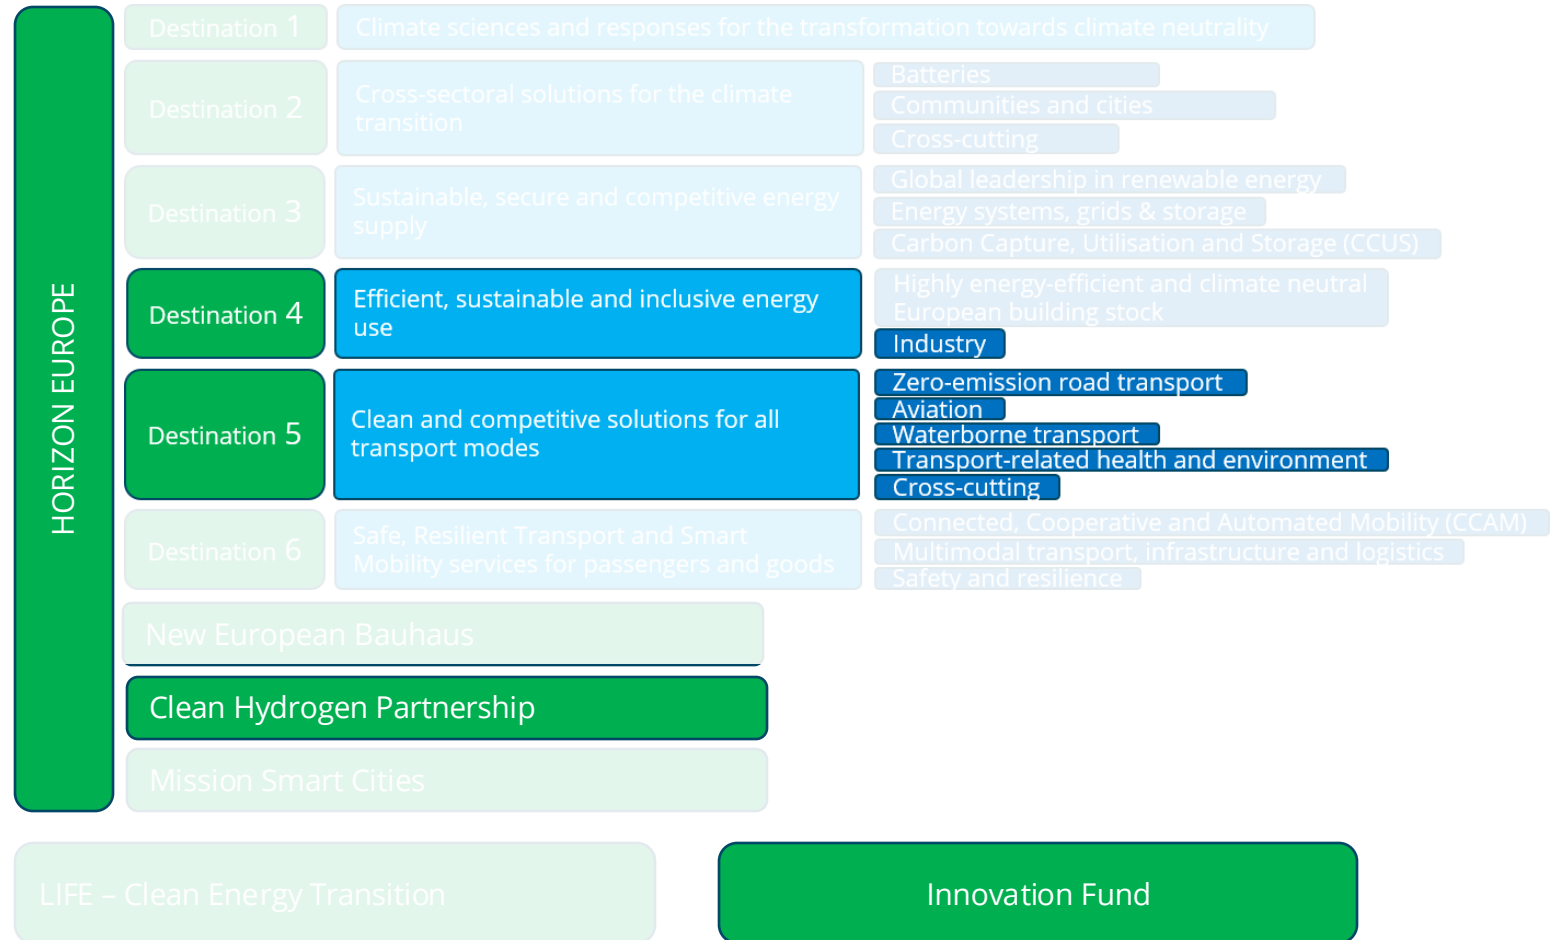 HORIZON EUROPE
Destination 1
Climate sciences and responses for the transformation towards climate neutrality
Destination 2
Cross-sectoral solutions for the climate
transition
Batteries
Communities and cities
Cross-cutting
Destination 3
Sustainable, secure and competitive energy
supply
Global leadership in renewable energy
Energy systems, grids & storage
Carbon Capture, Utilisation and Storage (CCUS)
Destination 4
Efficient, sustainable and inclusive energy
use
Highly energy-efficient and climate neutral
European building stock
Industry
Destination 5
Clean and competitive solutions for all
transport modes
Zero-emission road transport
Aviation
Waterborne transport
Transport-related health and environment
Cross-cutting
Destination 6
Safe, Resilient Transport and Smart
Mobility services for passengers and goods
Connected, Cooperative and Automated Mobility (CCAM)
Multimodal transport, infrastructure and logistics
Safety and resilience
New European Bauhaus
Clean Hydrogen Partnership
Mission Smart Cities
LIFE – Clean Energy Transition
Innovation Fund